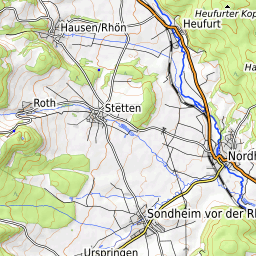 Heufurter Kop
Hausen/Rhön
Heufurt
Roth
Stetten
Nordh
Sondheim vor der Rh
Urspringen